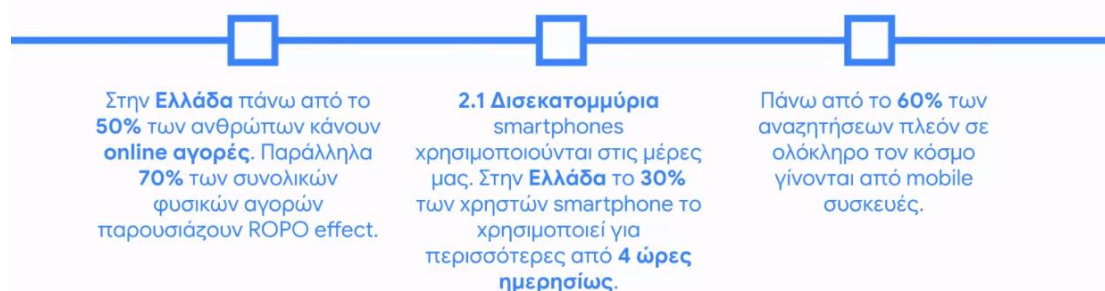 Στην Ελλάδα πάνω από το
50% των ανθρώπων κάνουν
online αγορές. Παράλληλα
70% των συνολικών
φυσικών αγορών
παρουσιάζουν ROPO effect.
2.1 Δισεκατομμύρια
smartphones
χρησιμοποιούνται στις μέρες
μας. Στην Ελλάδα το 30%
των χρηστών smartphone το
χρησιμοποιεί για
περισσότερες από 4 ώρες
ημερησίως.
Πάνω από το 60% των
αναζητήσεων πλεόν σε
ολόκληρο τον κόσμο
γίνονται από mobile
συσκευές.